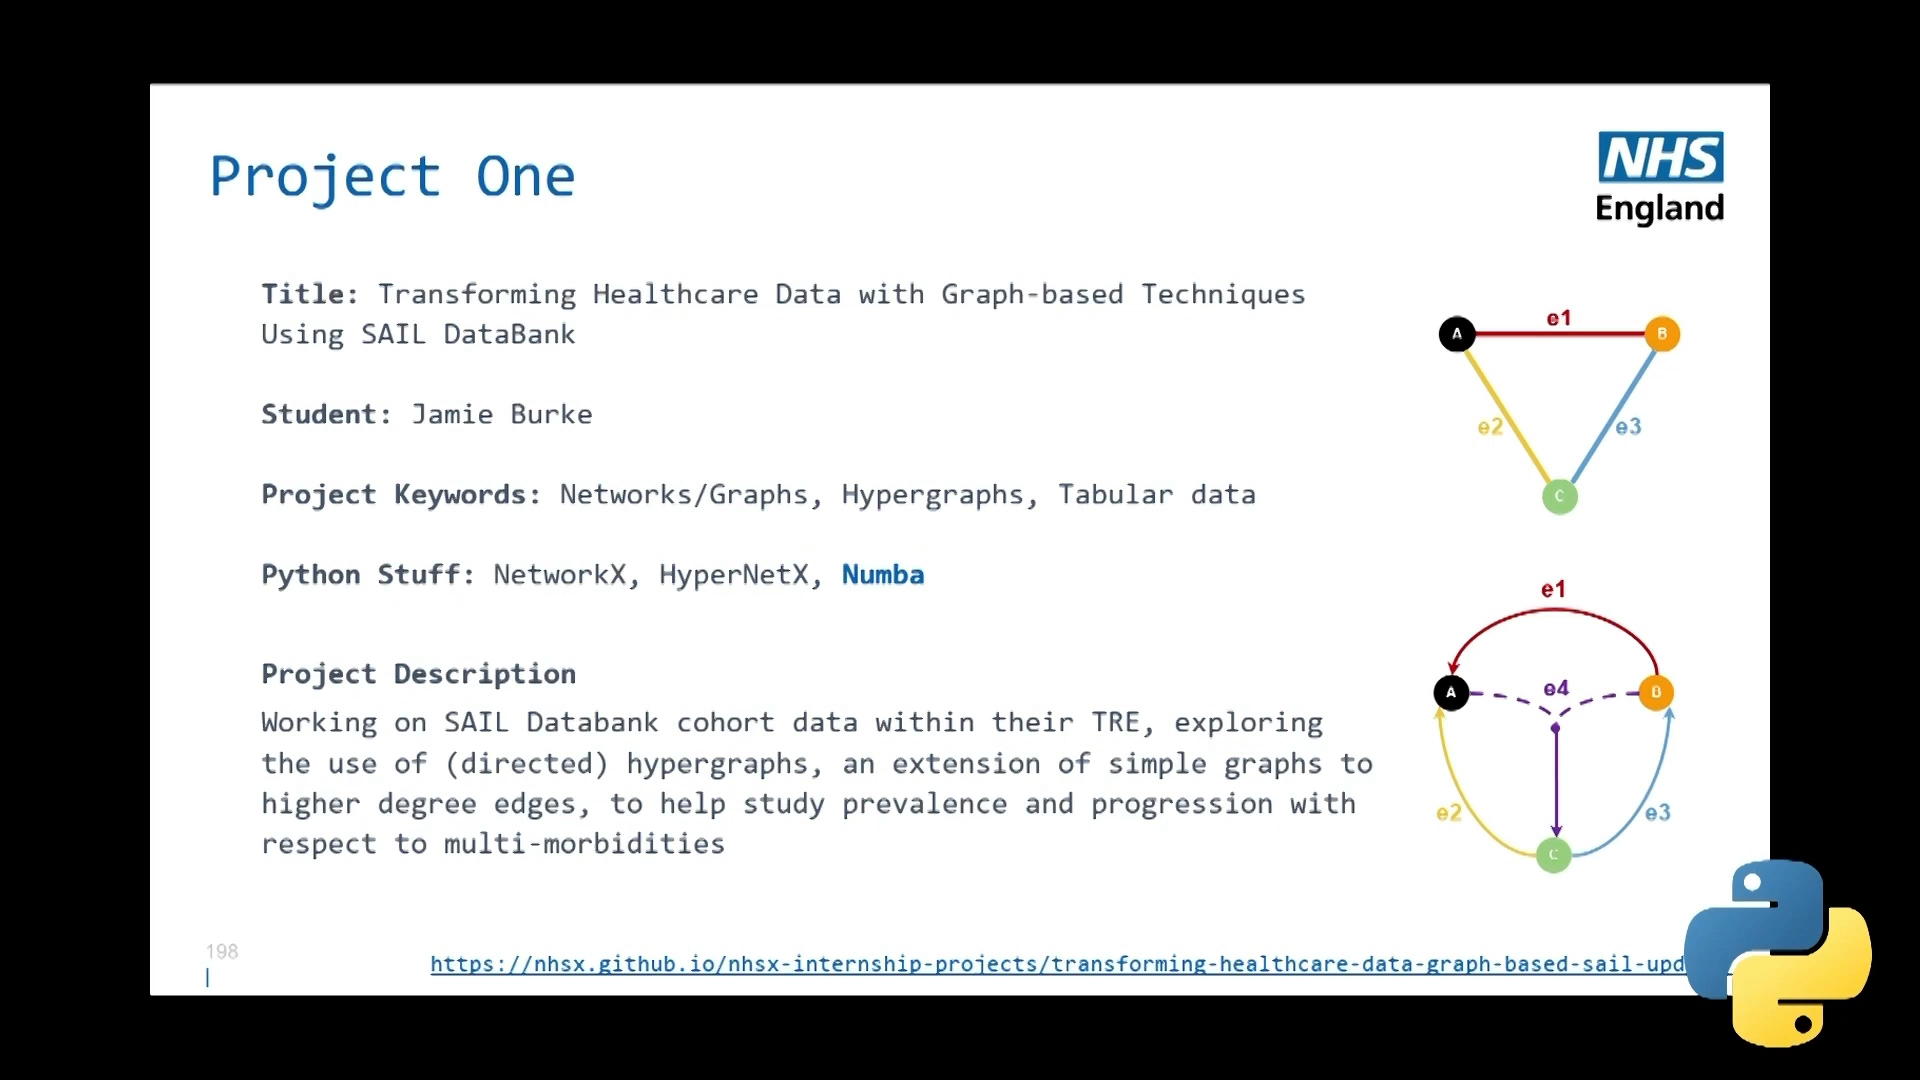 Project One
NHS
England
Title: Transforming Healthcare Data with Graph-based Techniques
Using SAIL DataBank
Student: Jamie Burke
Project Keywords: Networks/Graphs, Hypergraphs, Tabular data
Python Stuff: NetworkX, HyperNetX, Numba
Project Description
Working on SAIL Databank cohort data within their TRE, exploring
the use of (directed) hypergraphs, an extension of simple graphs to
higher degree edges, to help study prevalence and progression with
respect to multi-morbidities
e1
A
B
e2
e3
C
e1
A
e4
B
e2
e3
C
198
https://nhsx.github.io/nhsx-internship-projects/transforming-healthcare-data-graph-based-sail-upd